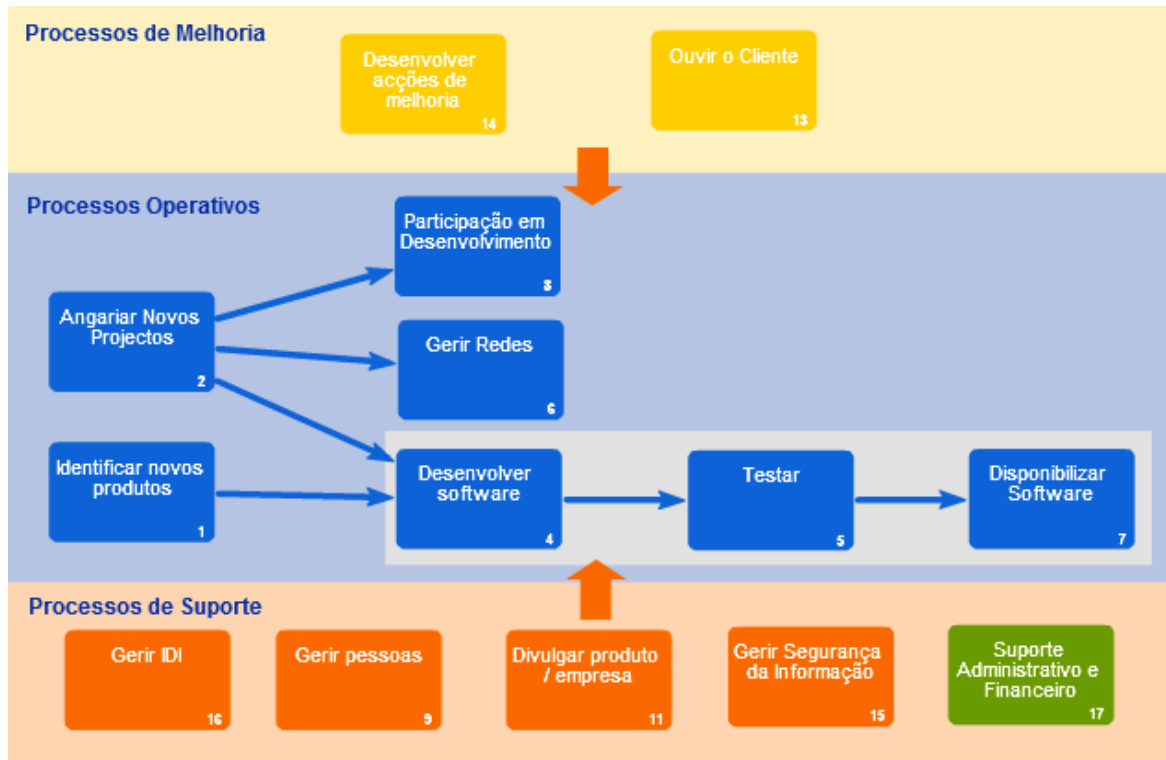 Processos de Melhoria
Desenvolver
acções de
melhoria
14
Ouvir o Cliente
13
Processos Operativos
Participação em
Desenvolvimento
3
Angariar Novos
Projectos
2
Gerir Redes
6
Identificar novos
produtos
1
Desenvolver
software
4
Testar
5
Disponibilizar
Software
7
Processos de Suporte
Gerir IDI
16
Gerir pessoas
9
Divulgar produto
/ empresa
11
Gerir Segurança
da Informação
15
Suporte
Administrativo e
Financeiro
17